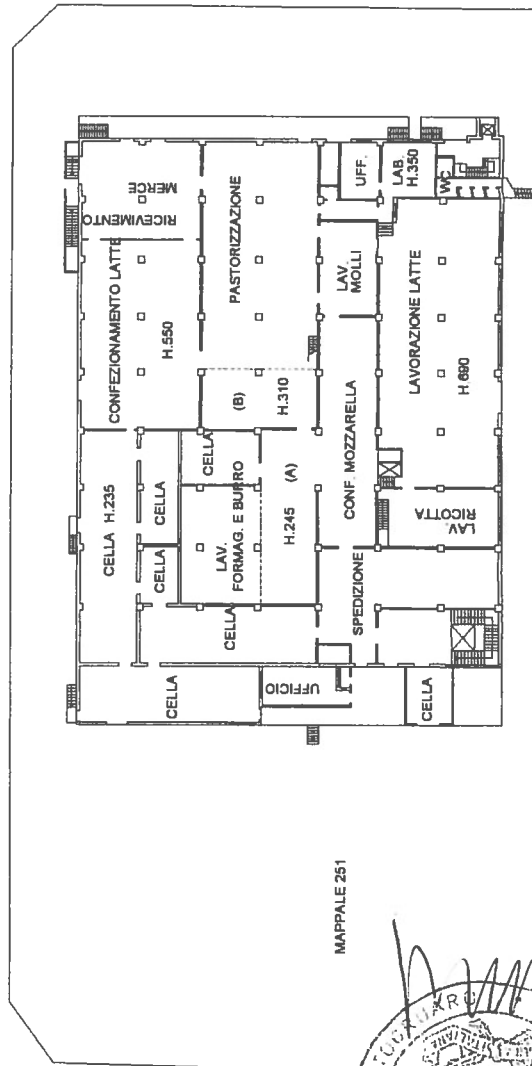 RICEVIMENTO
MERCE
CONFEZIONAMENTO LATTE
H.550
PASTORIZZAZIONE
UFF.
LAB.
H.350
WC
CELLA H.235
CELLA
CELLA
CELLA
(B)
H.310
LAV.
MOLLI
LAVORAZIONE LATTE
H.690
LAV.
FORMAG. E BURRO
(A)
H.245
CONF. MOZZARELLA
LAV.
RICOTTA
CELLA
SPEDIZIONE
CELLA
UFFICIO
CELLA
MAPPALE 251